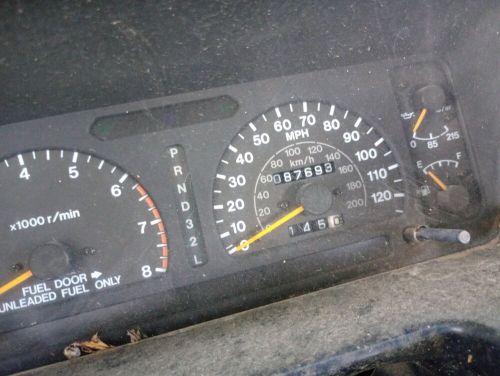 4 5 6 7 8
x1000 r/min
FUEL DOOR
UNLEADED FUEL ONLY
P
R
N
D
3
2
L
0 10 20 30 40 50 60 70 80 90 100 110 120
MPH
20 40 60 80 100 120 140 160 180 200
km/h
087693
145
0 85 215
E F